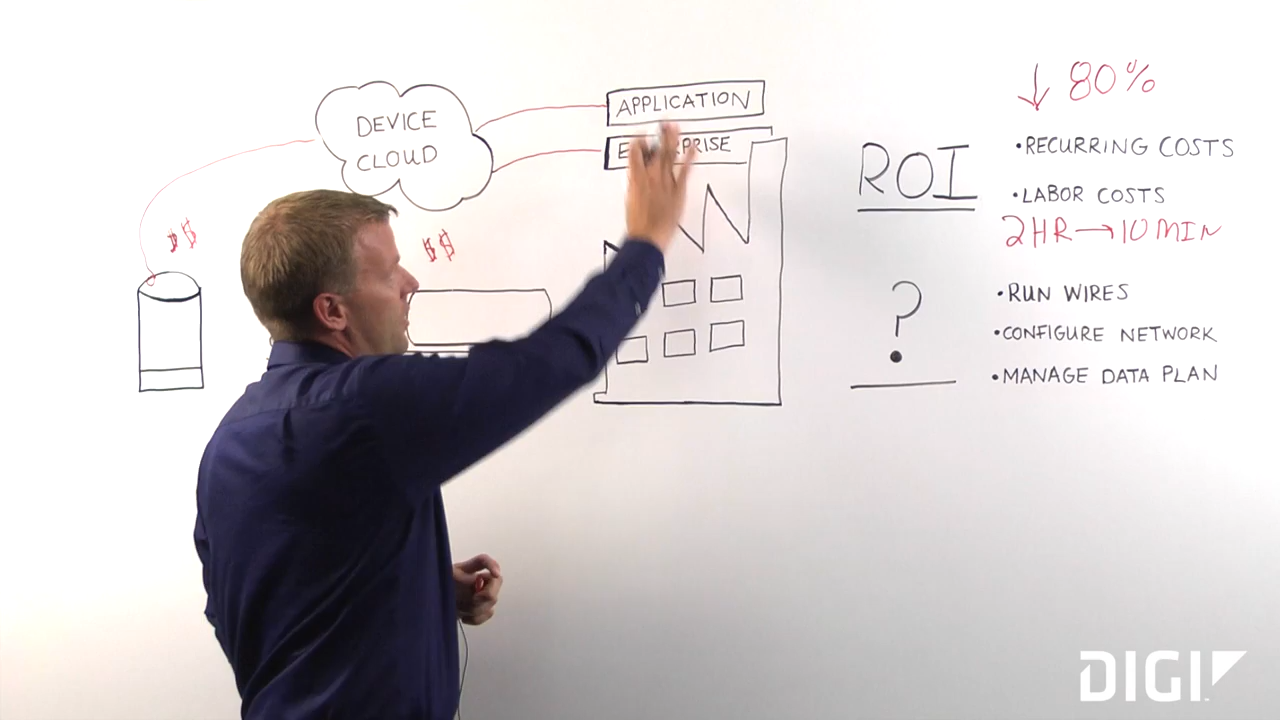 DEVICE
CLOUD
APPLICATION
$$
$$
ROI
?
↓ 80%
•RECURRING COSTS
•LABOR COSTS
2HR→10MIN
•RUN WIRES
•CONFIGURE NETWORK
•MANAGE DATA PLAN
DIGI